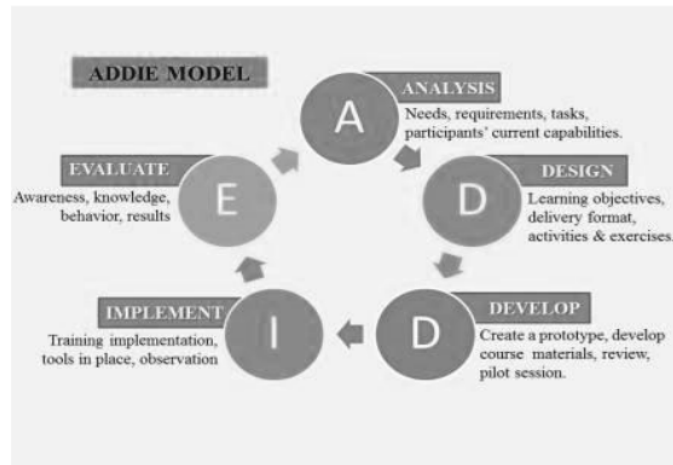 ADDIE MODEL
A
ANALYSIS
Needs, requirements, tasks,
participants’ current capabilities.
D
DESIGN
Learning objectives,
delivery format,
activities & exercises.
D
DEVELOP
Create a prototype, develop
course materials, review,
pilot session.
I
IMPLEMENT
Training implementation,
tools in place, observation
E
EVALUATE
Awareness, knowledge,
behavior, results